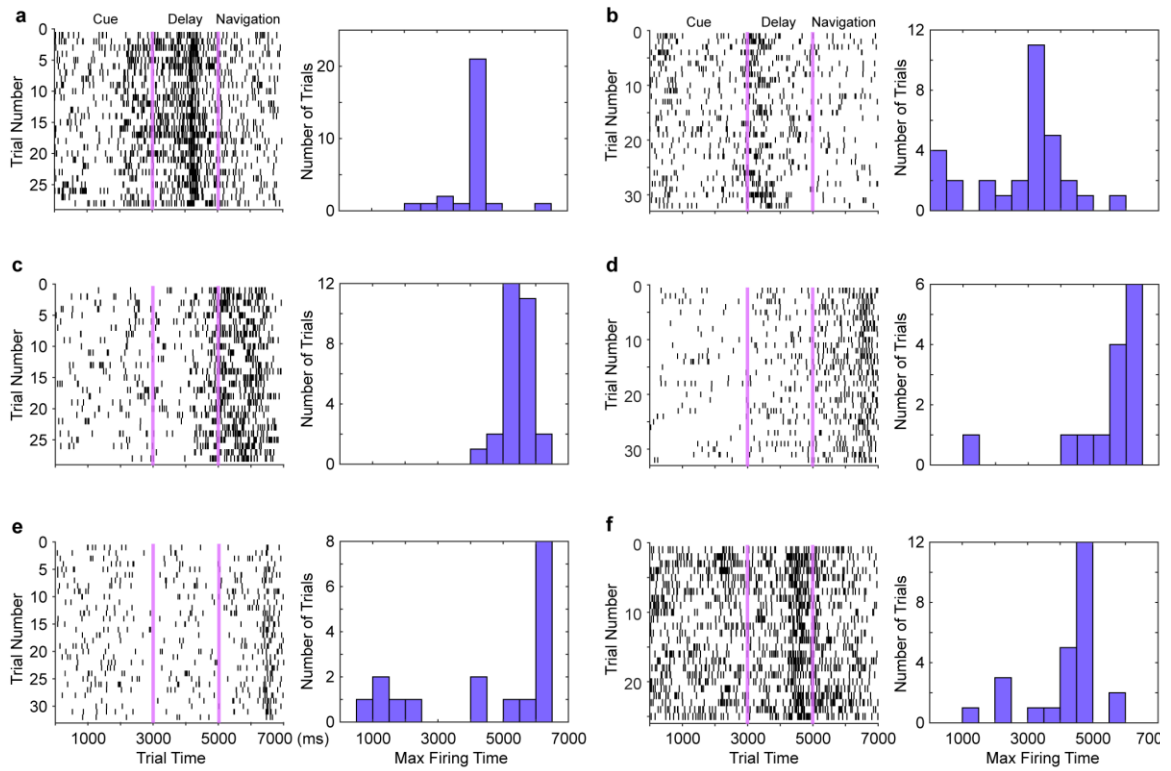 a
Cue Delay Navigation
Trial Number
0
5
10
15
20
25
Number of Trials
20
10
0
b
Cue Delay Navigation
Trial Number
0
10
20
30
Number of Trials
12
8
4
0
c
Trial Number
0
5
10
15
20
25
Number of Trials
12
8
4
0
d
Trial Number
0
10
20
30
Number of Trials
6
3
0
e
Trial Number
0
5
10
15
20
25
30
1000 3000 5000 7000 (ms)
Trial Time
Number of Trials
8
6
4
2
0
1000 3000 5000 7000
Max Firing Time
f
Trial Number
0
10
20
1000 3000 5000 7000
Trial Time
Number of Trials
12
8
4
0
1000 3000 5000 7000
Max Firing Time